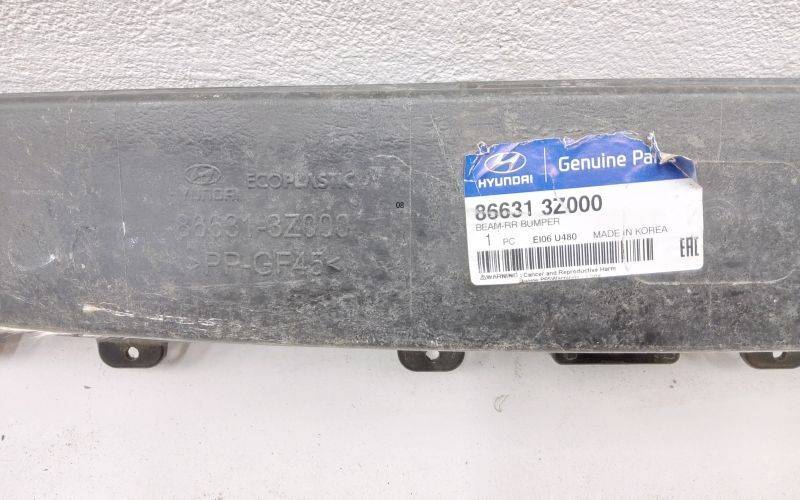 HYUNDAI ECOPLASTIC
86631 3Z000
>PP-GF45<
08
HYUNDAI
Genuine Pa
86631 3Z000
BEAM-RR BUMPER
1 PC EI06 U480 MADE IN KOREA
EAC
WARNING : Cancer and Reproductive Harm